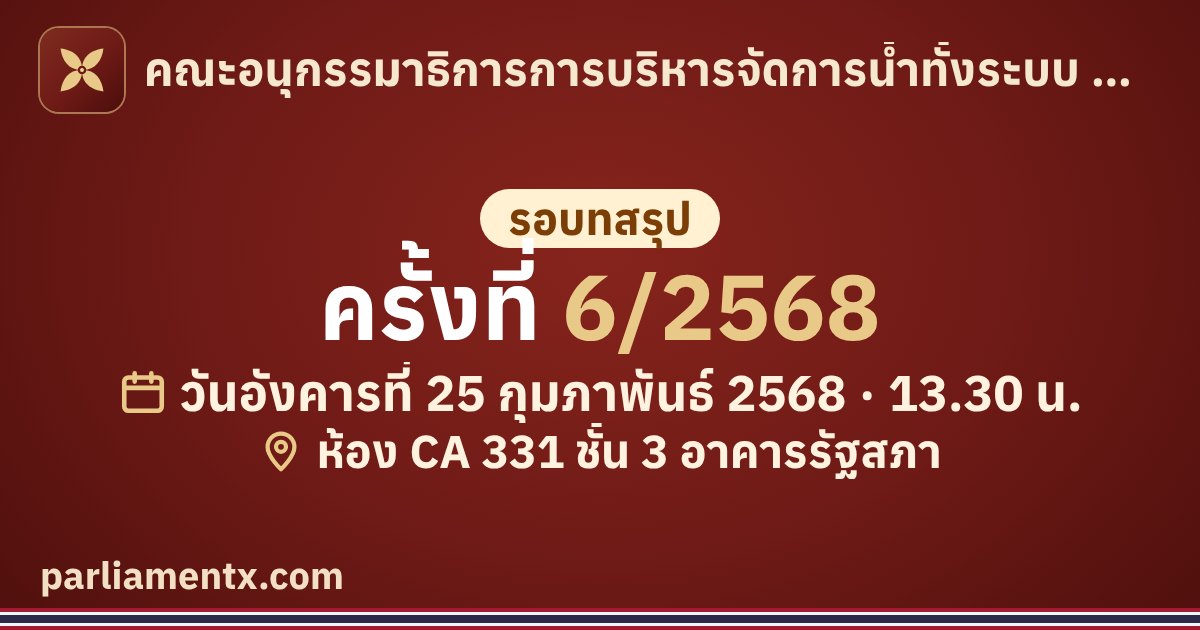 คณะอนุกรรมาธิการการบริหารจัดการน้ำทั้งระบบ ...
รอบทสรุป
ครั้งที่ 6/2568
วันอังคารที่ 25 กุมภาพันธ์ 2568 · 13.30 น.
ห้อง CA 331 ชั้น 3 อาคารรัฐสภา
parliamentx.com